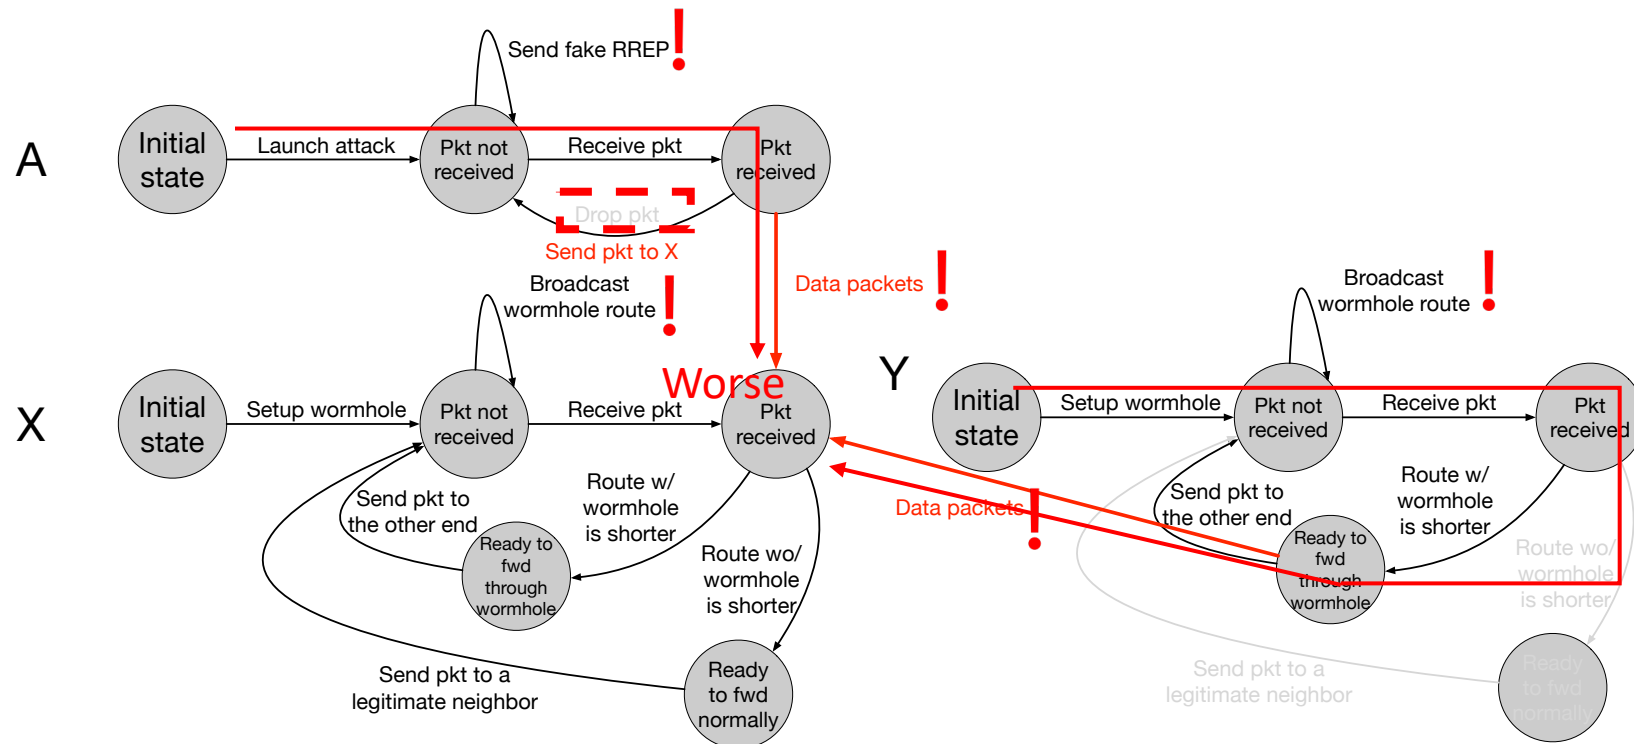 Send fake RREP !
A
Initial
state
Launch attack
Pkt not
received
Receive pkt
Pkt
received
Drop pkt
Send pkt to X
Data packets !
Broadcast
wormhole route !
X
Initial
state
Setup wormhole
Pkt not
received
Receive pkt
Worse
Pkt
received
Send pkt to
the other end
Route w/
wormhole
is shorter
Ready to
fwd
through
wormhole
Route wo/
wormhole
is shorter
Send pkt to a
legitimate neighbor
Ready
to fwd
normally
Data packets !
Y
Broadcast
wormhole route !
Initial
state
Setup wormhole
Pkt not
received
Receive pkt
Pkt
received
Send pkt to
the other end
Route w/
wormhole
is shorter
Ready to
fwd
through
wormhole
Route wo/
wormhole
is shorter
Send pkt to a
legitimate neighbor
Ready
to fwd
normally